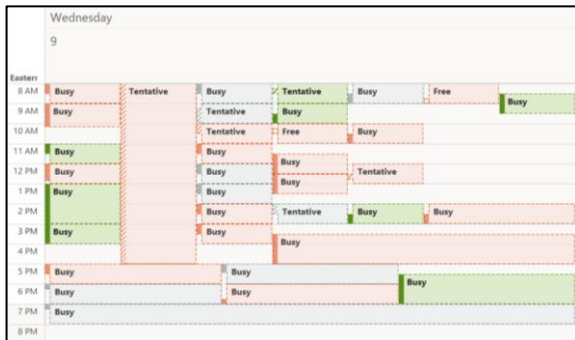 Wednesday
9
Eastern
8 AM Busy Tentative Busy Tentative Busy Free
Busy
9 AM Busy Tentative Busy
10 AM Tentative Free Busy
11 AM Busy Busy
Busy
12 PM Busy Busy Tentative
Busy
1 PM Busy Busy
2 PM Busy Tentative Busy Busy
3 PM Busy Busy
Busy
4 PM
5 PM Busy Busy
Busy
6 PM Busy Busy
7 PM Busy
8 PM